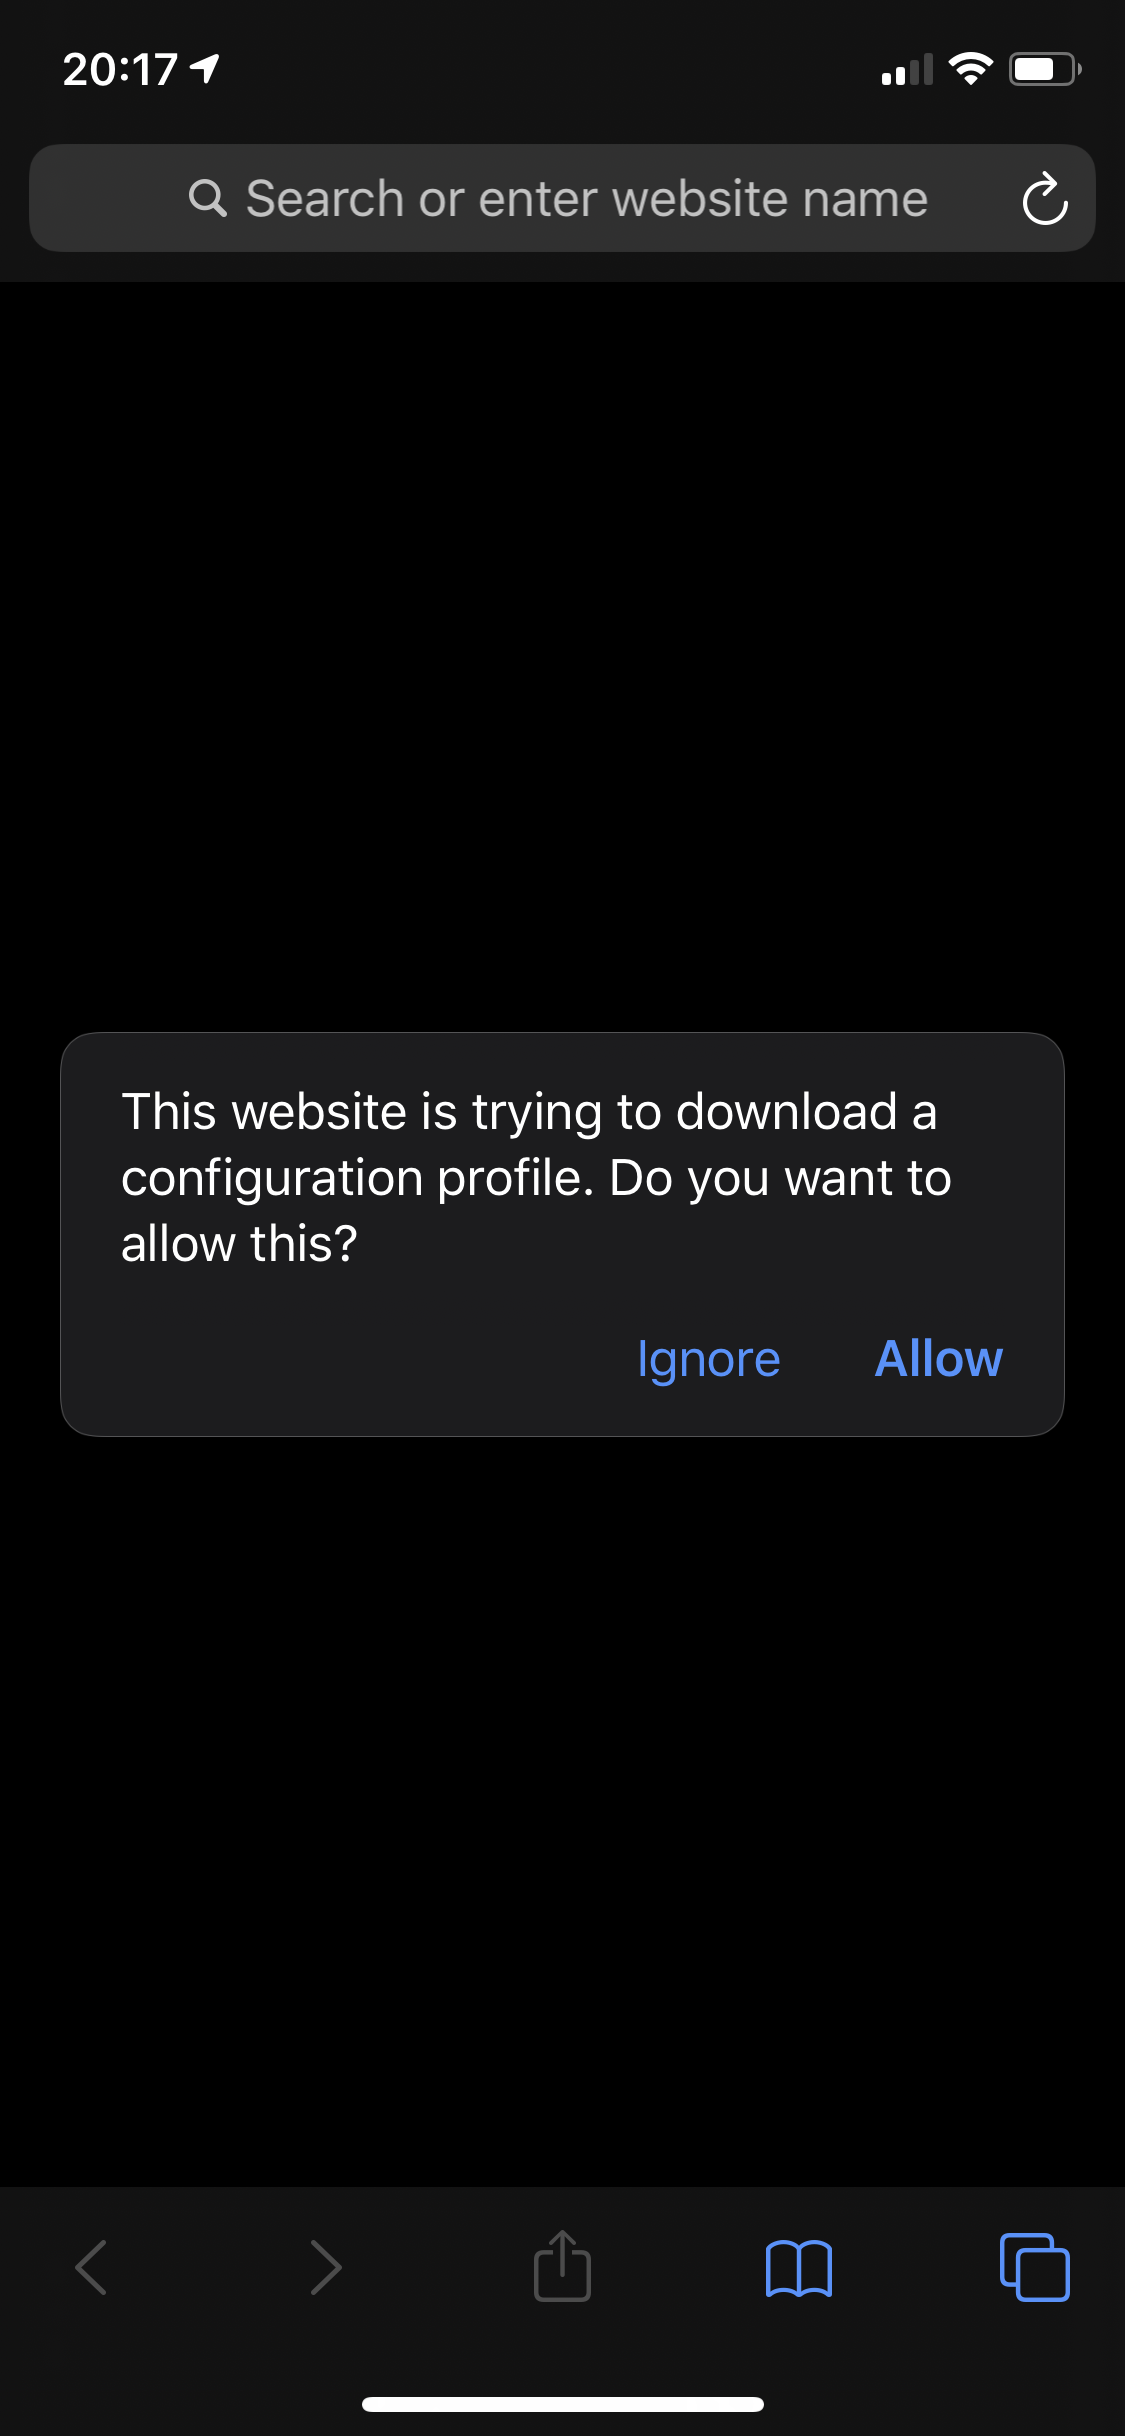 20:17
Search or enter website name
This website is trying to download a
configuration profile. Do you want to
allow this?
Ignore Allow